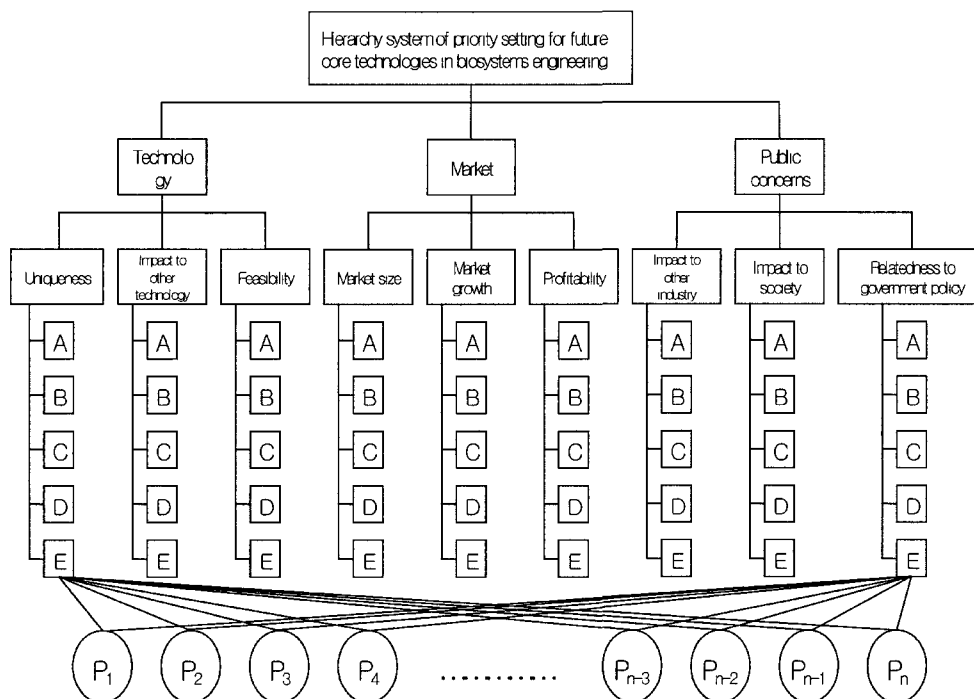 Hierarchy system of priority setting for future
core technologies in biosystems engineering
Technolo
gy
Market
Public
concerns
Uniqueness
Impact to
other
technology
Feasibility
Market size
Market
growth
Profitability
Impact to
other
industry
Impact to
society
Relatedness to
government policy
A A A A A A A A A
B B B B B B B B B
C C C C C C C C C
D D D D D D D D D
E E E E E E E E E
P1 P2 P3 P4 .......... Pn-3 Pn-2 Pn-1 Pn